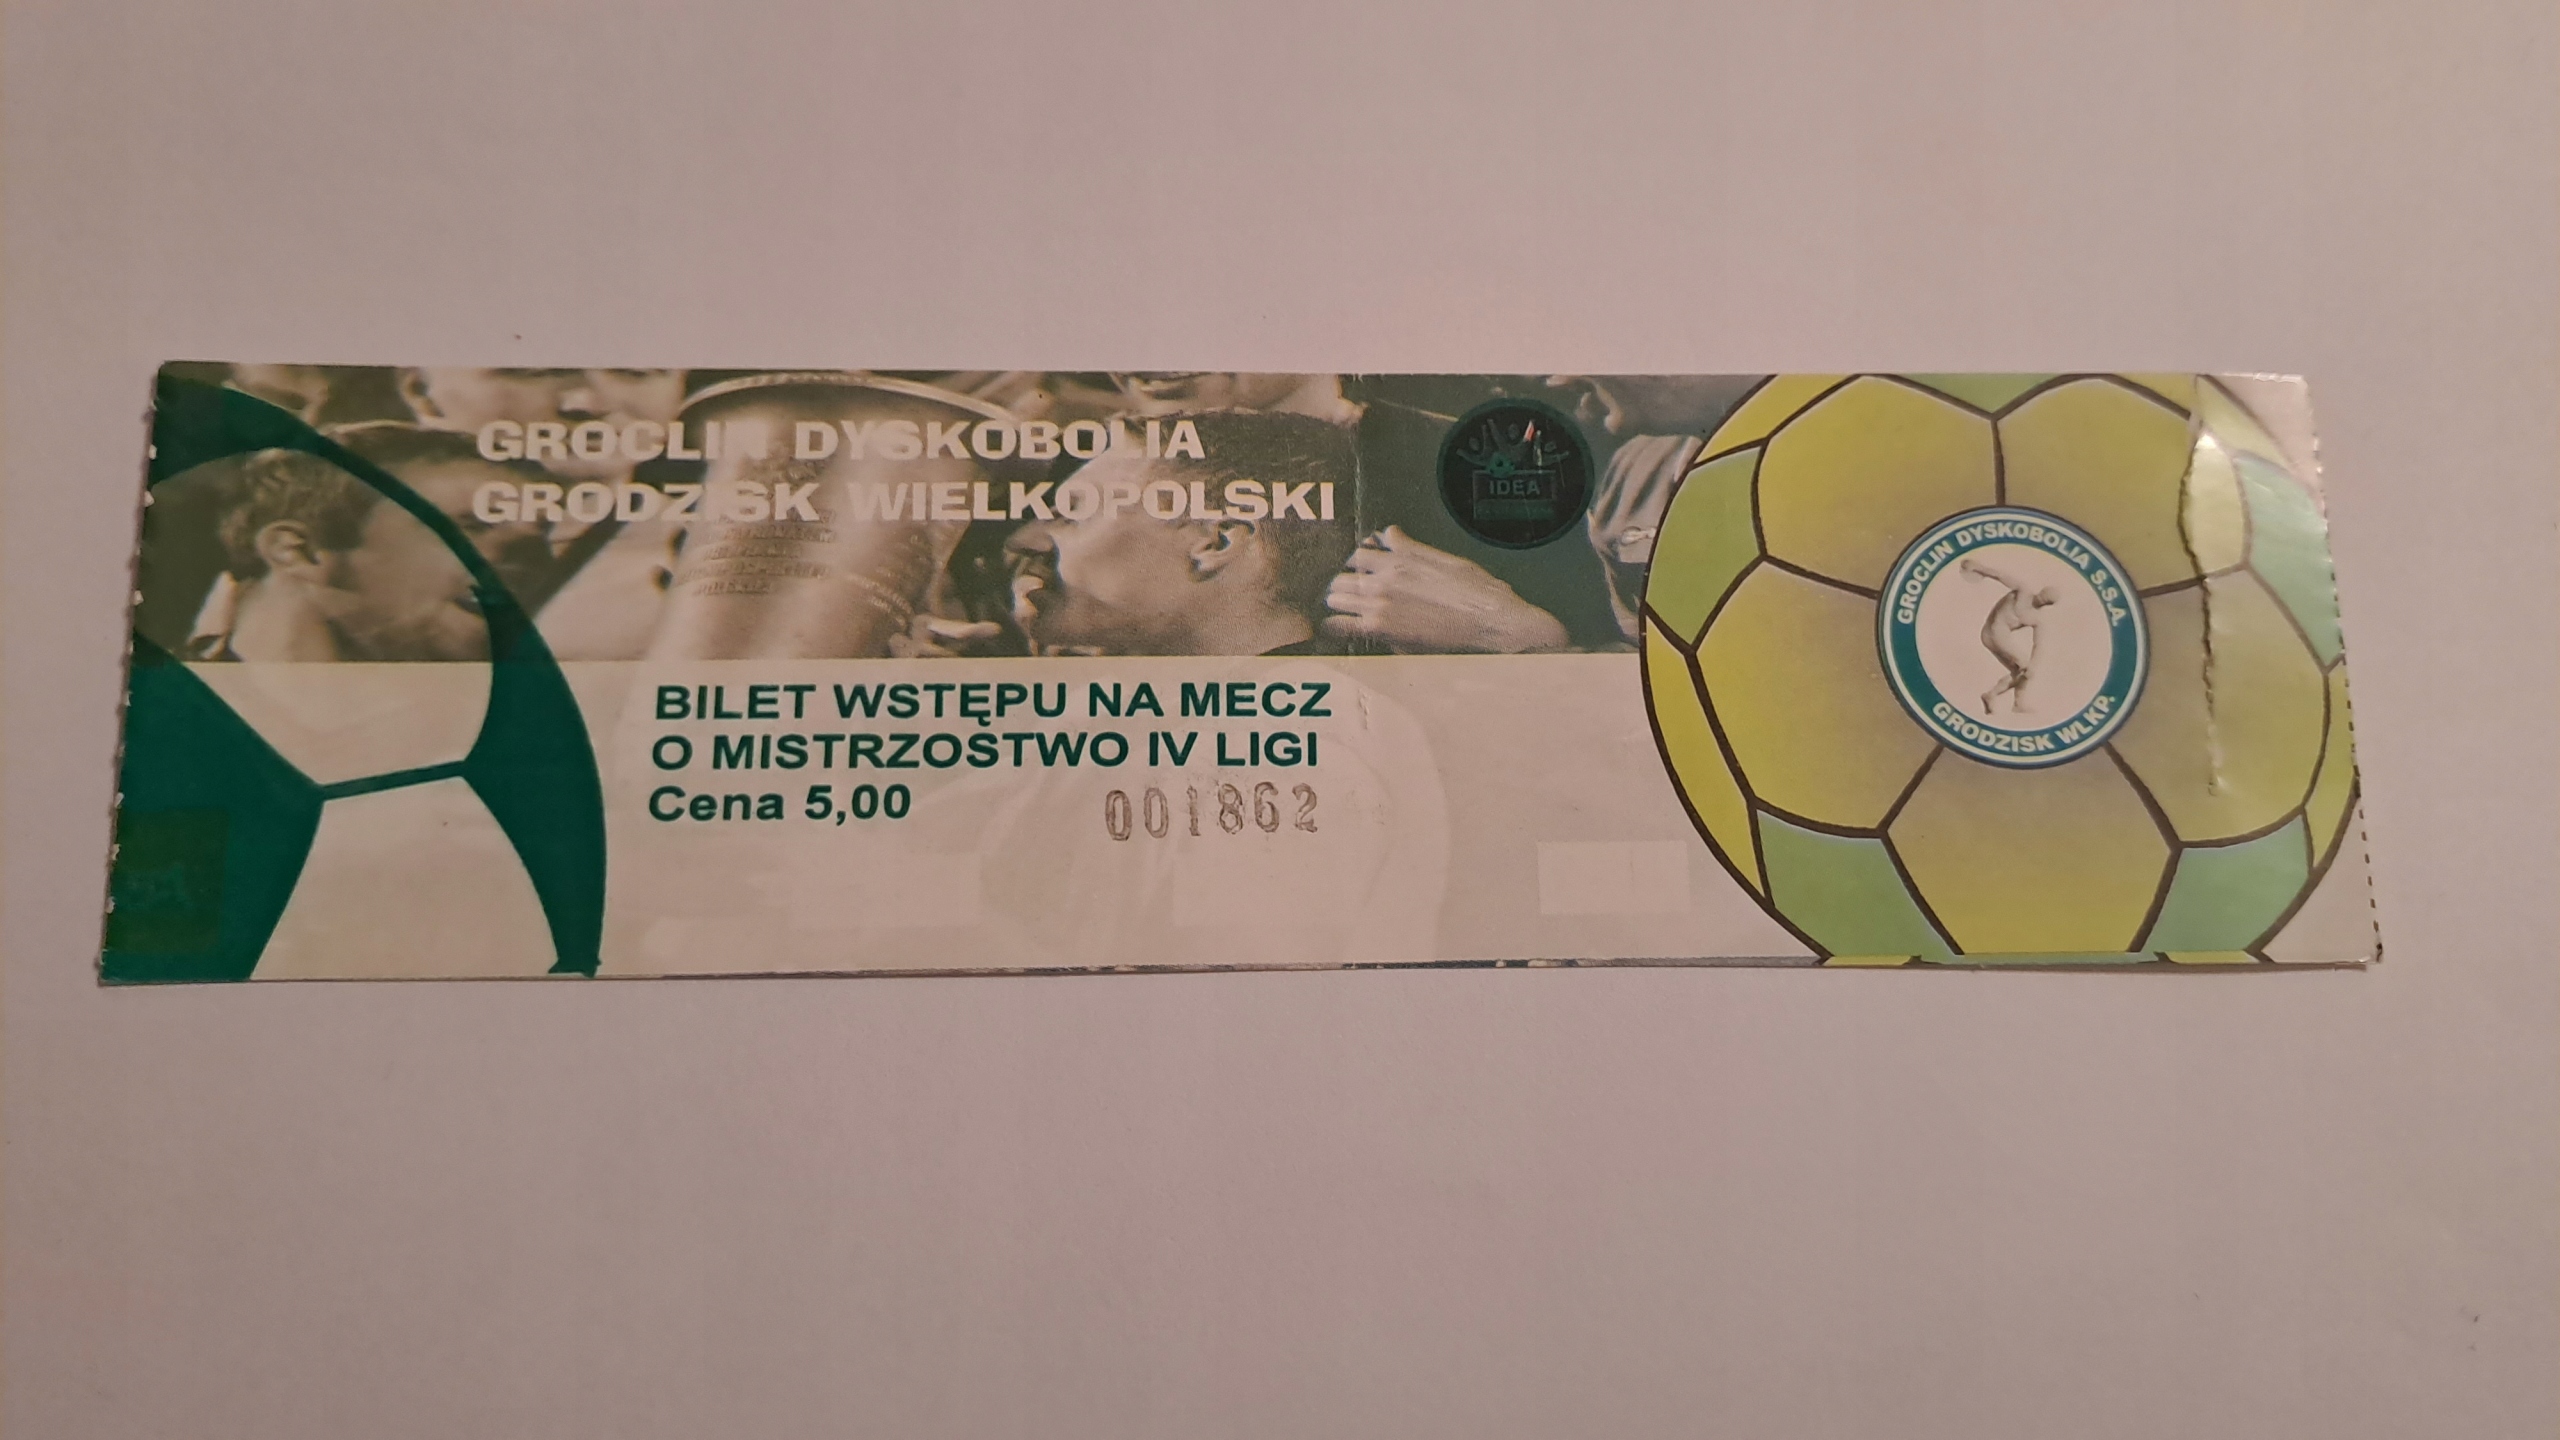 GROCLIN DYSKOBOLIA
GRODZISK WIELKOPOLSKI
IDEA
BILET WSTĘPU NA MECZ
O MISTRZOSTWO IV LIGI
Cena 5,00
001862
GROCLIN DYSKOBOLIA S.S.A.
GRODZISK WLKP.